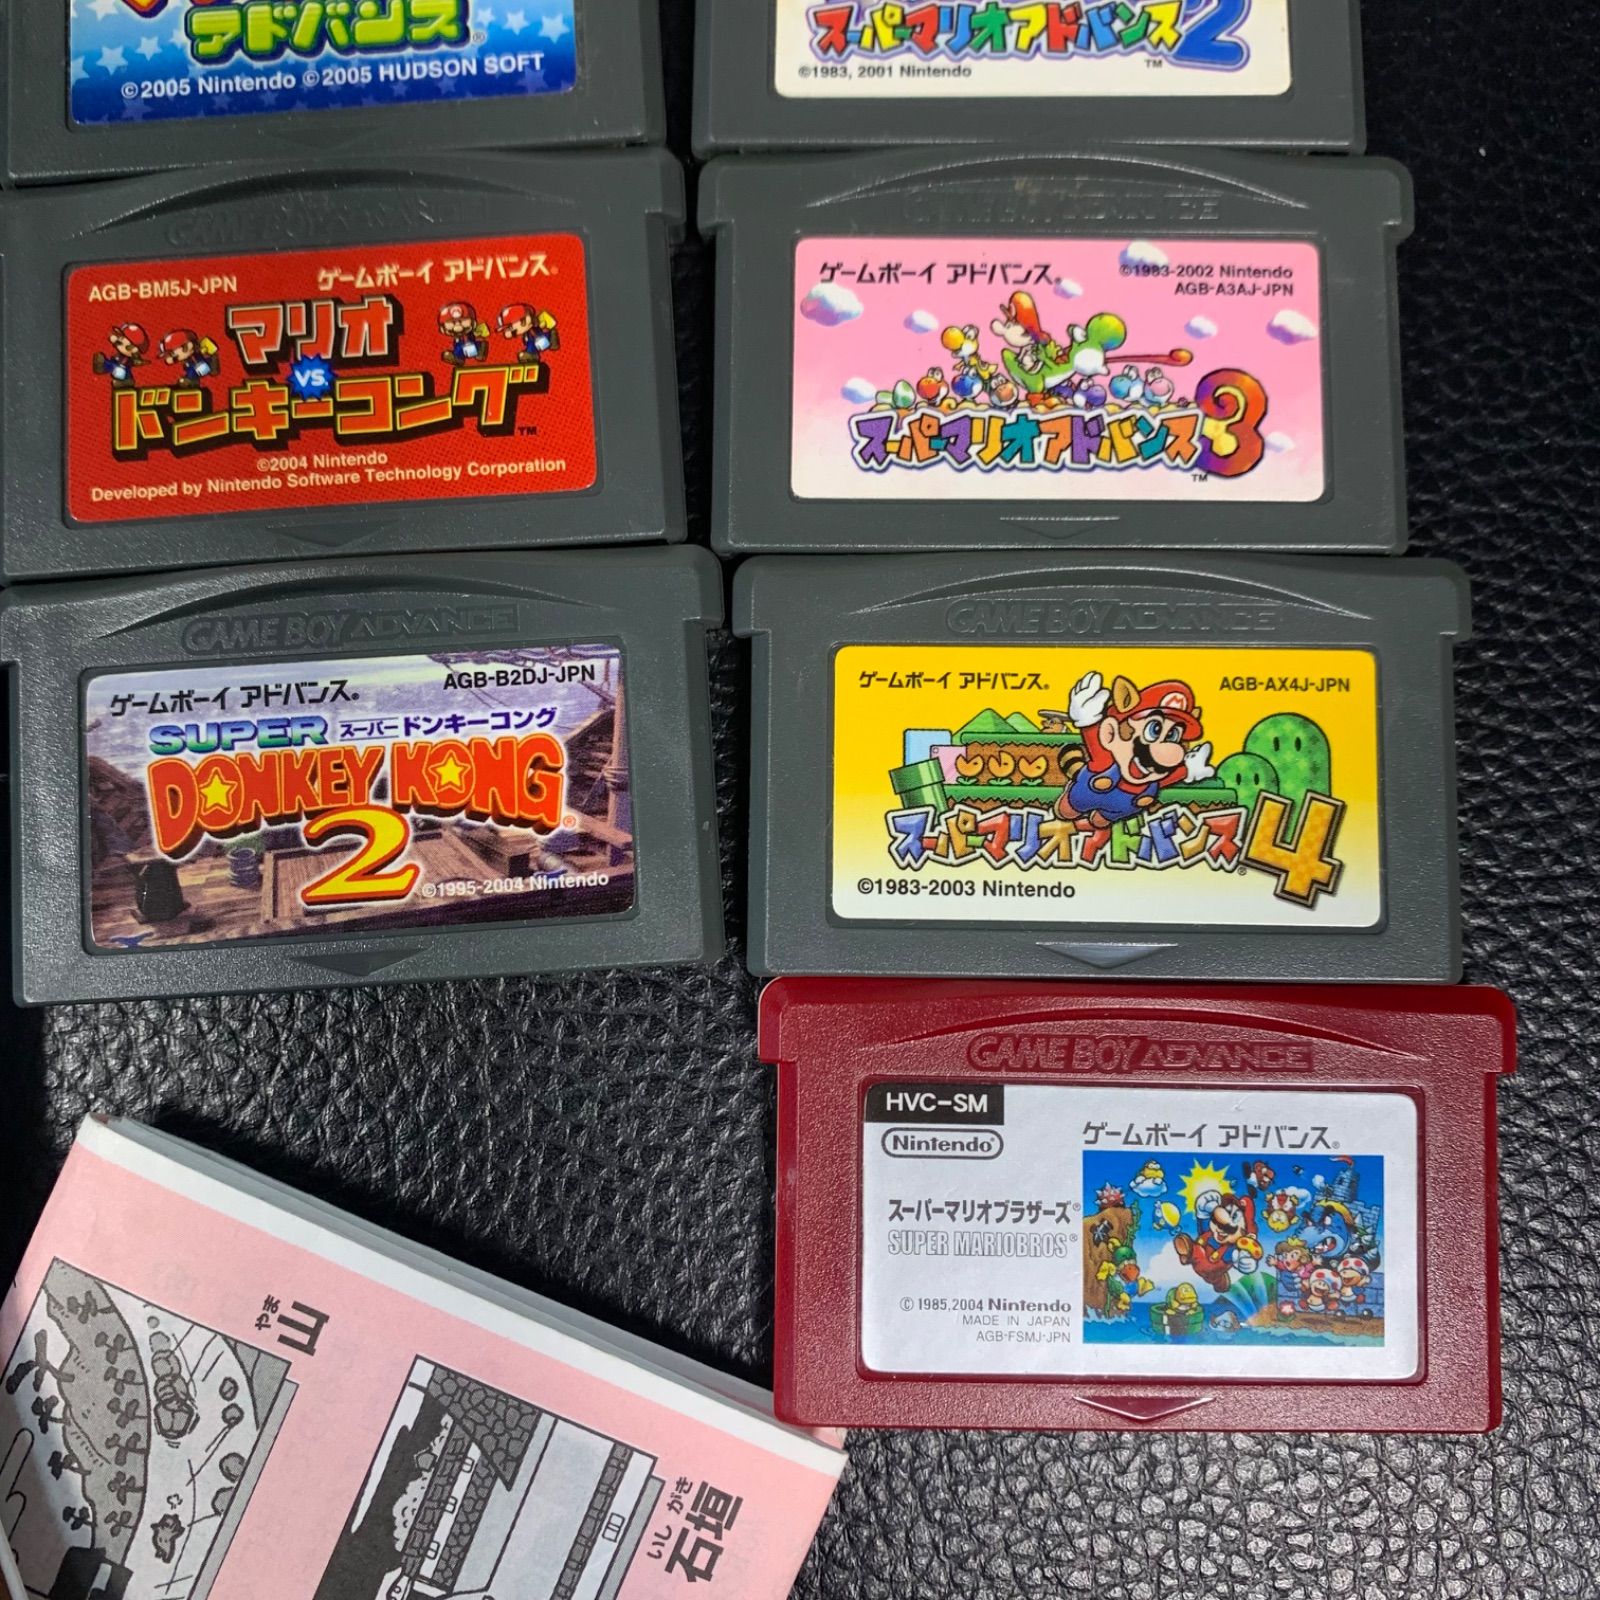 アドバンス®
©2005 Nintendo ©2005 HUDSON SOFT
スーパーマリオアドバンス2
TM
©1983, 2001 Nintendo
GAME BOY ADVANCE
AGB-BM5J-JPN
ゲームボーイ アドバンス®
マリオ
VS.
ドンキーコング
TM
©2004 Nintendo
Developed by Nintendo Software Technology Corporation
GAME BOY ADVANCE
ゲームボーイ アドバンス®
©1983-2002 Nintendo
AGB-A3AJ-JPN
スーパーマリオアドバンス3
TM
GAME BOY ADVANCE
ゲームボーイ アドバンス®
AGB-B2DJ-JPN
SUPER スーパードンキーコング
DONKEY KONG®
2
©1995-2004 Nintendo
GAME BOY ADVANCE
ゲームボーイ アドバンス®
AGB-AX4J-JPN
スーパーマリオアドバンス®4
©1983-2003 Nintendo
GAME BOY ADVANCE
HVC-SM
Nintendo®
ゲームボーイ アドバンス®
スーパーマリオブラザーズ®
SUPER MARIOBROS®
© 1985,2004 Nintendo
MADE IN JAPAN
AGB-FSMJ-JPN
やま
山
いし がき
石垣